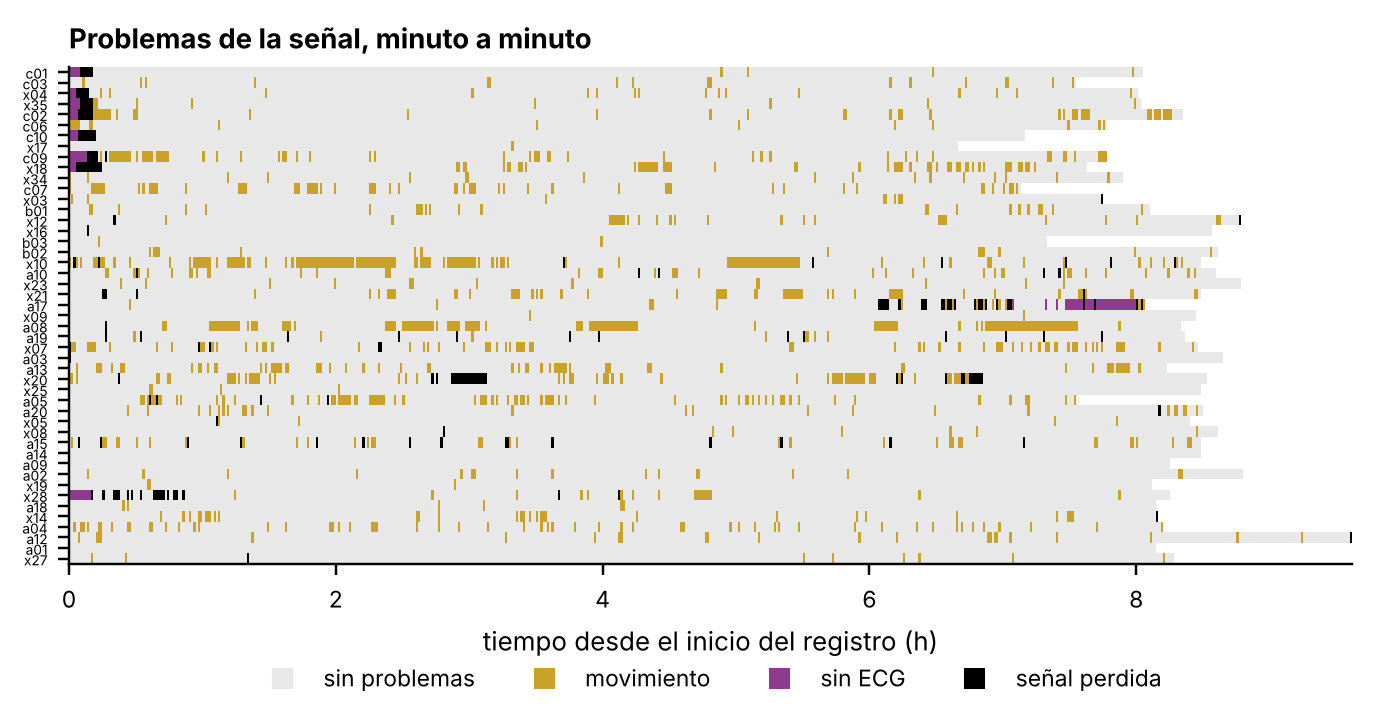 Problemas de la señal, minuto a minuto
c01
c03
x04
x35
c02
c06
c10
x17
c09
x18
x34
c07
x03
b01
x12
x16
b03
b02
x10
a10
x23
x21
a17
x09
a08
a19
x07
a03
a13
x20
x25
a05
a20
x05
x08
a15
a14
a09
a02
x19
x28
a18
x14
a04
a12
a01
x27
0 2 4 6 8
tiempo desde el inicio del registro (h)
sin problemas movimiento sin ECG señal perdida